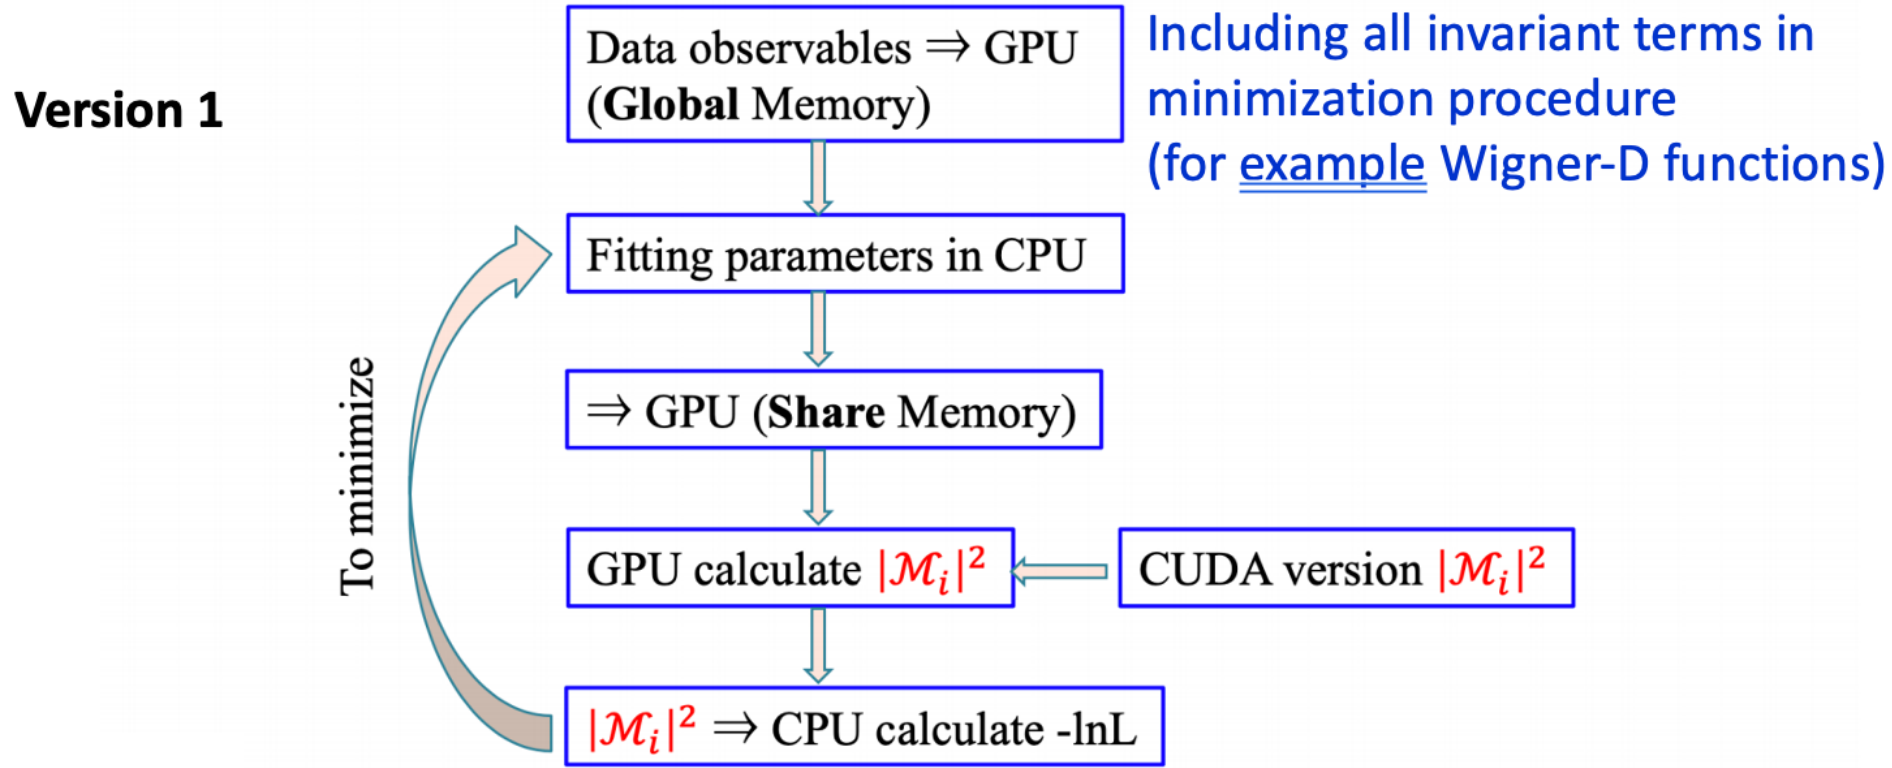 Version 1
Data observables ⇒ GPU
(Global Memory)
Including all invariant terms in
minimization procedure
(for example Wigner-D functions)
Fitting parameters in CPU
⇒ GPU (Share Memory)
To minimize
GPU calculate |ℳᵢ|²
CUDA version |ℳᵢ|²
|ℳᵢ|² ⇒ CPU calculate -lnL